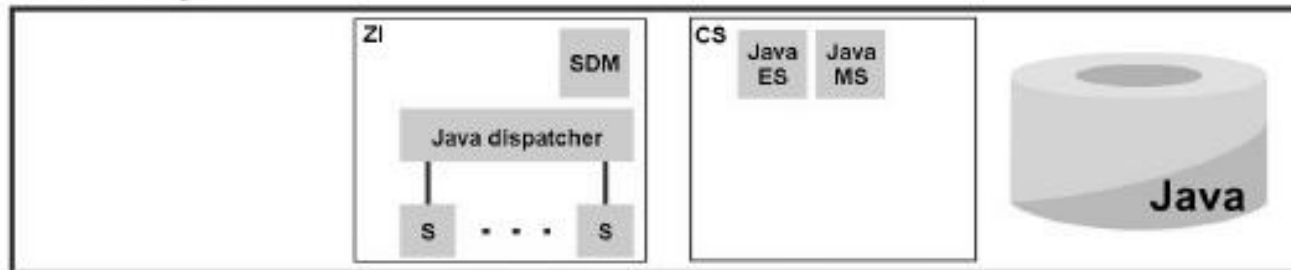 ZI
SDM
Java dispatcher
S
. . .
S
CS
Java
ES
Java
MS
Java